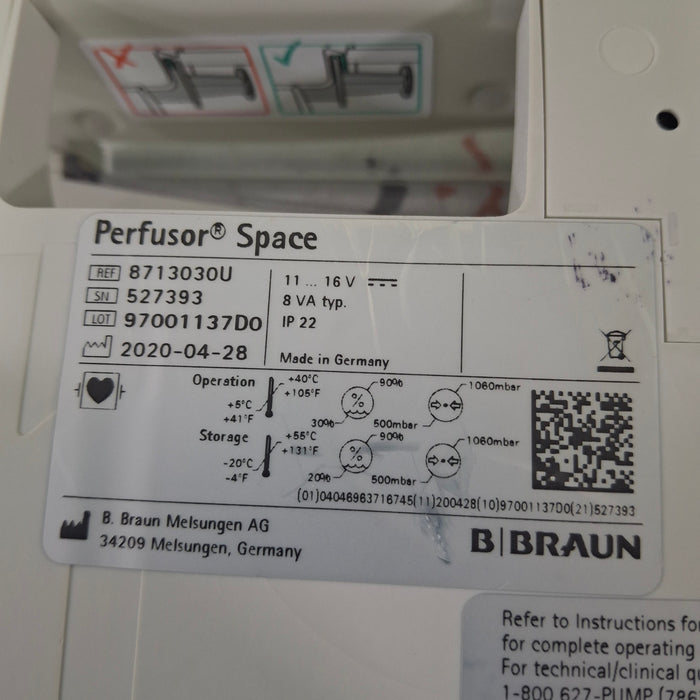 Perfusor® Space
REF 8713030U
SN 527393
LOT 97001137D0
2020-04-28
11 ... 16 V
8 VA typ.
IP 22
Made in Germany
Operation
+40°C
+105°F
+5°C
+41°F
%
90%
30%
1060mbar
500mbar
Storage
+55°C
+131°F
-20°C
-4°F
%
90%
20%
1060mbar
500mbar
(01)04046963716745(11)200428(10)97001137D0(21)527393
B. Braun Melsungen AG
34209 Melsungen, Germany
B|BRAUN
Refer to Instructions fo
for complete operating
For technical/clinical q
1-800 627-PUMP (786